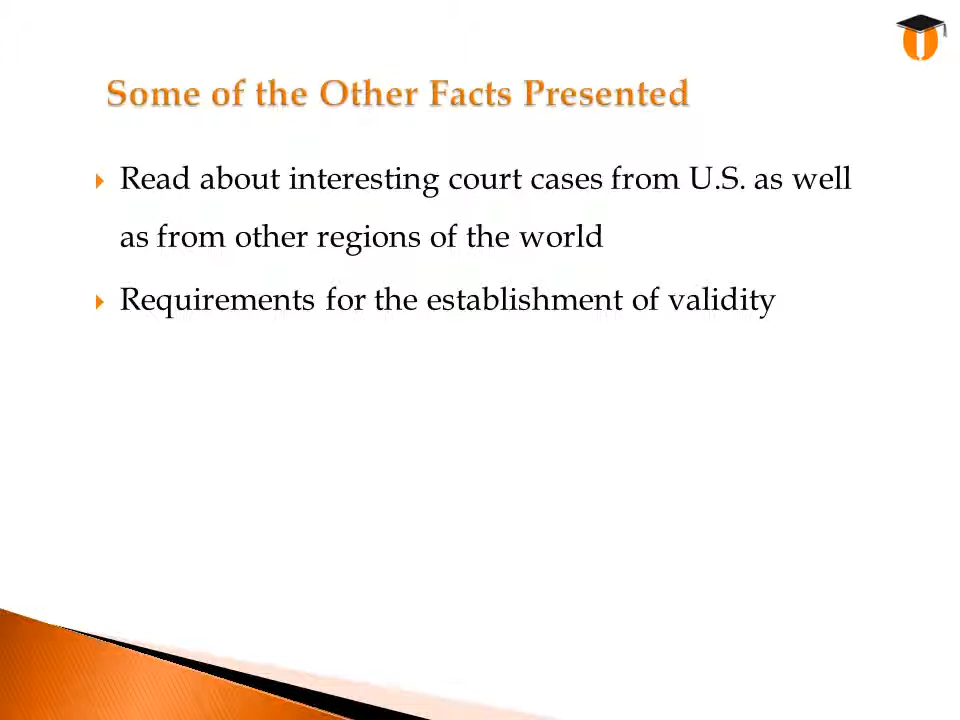 Some of the Other Facts Presented
Read about interesting court cases from U.S. as well
as from other regions of the world
Requirements for the establishment of validity